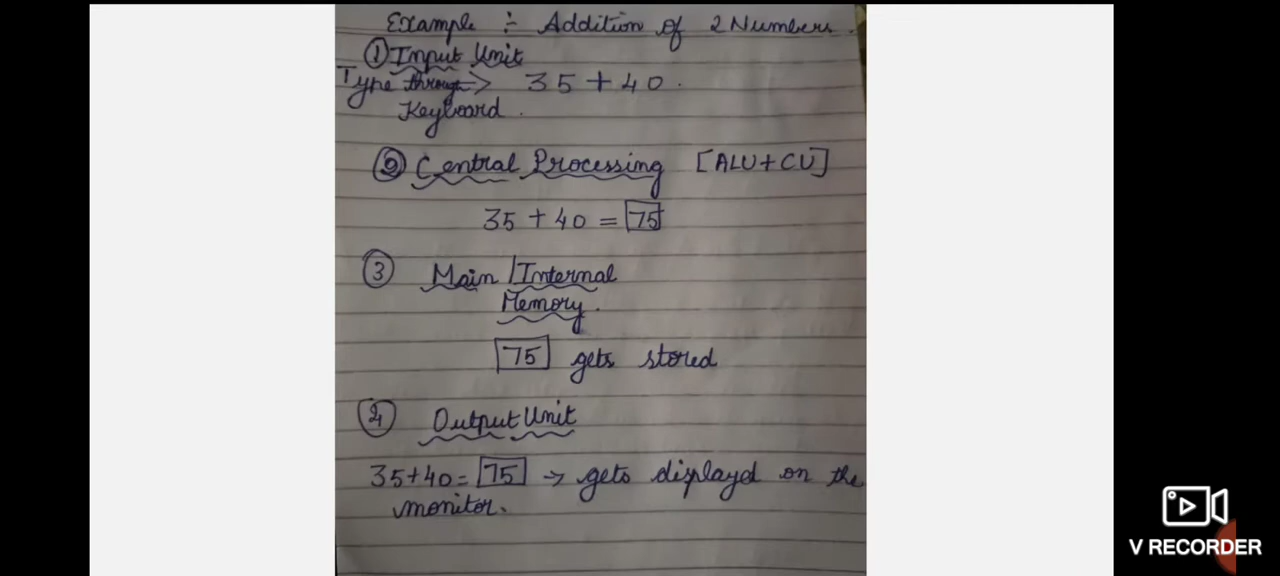 Example ÷ Addition of 2 Numbers.
① Input Unit
Type through > 35 + 40.
Keyboard.
② Central Processing [ALU + CU]
35 + 40 = 75
③ Main / Internal
Memory.
75 gets stored
④ Output Unit
35+40 = 75 → gets displayed on the
monitor.
V RECORDER